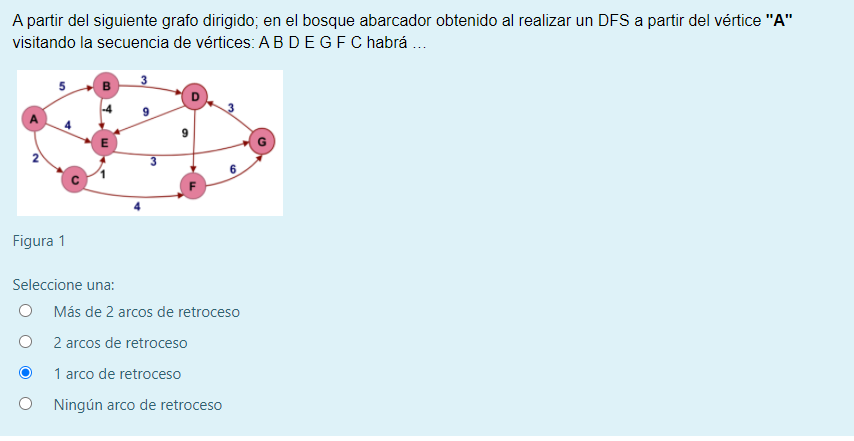 A partir del siguiente grafo dirigido; en el bosque abarcador obtenido al realizar un DFS a partir del vértice "A"
visitando la secuencia de vértices: A B D E G F C habrá ...
5
B
3
D
-4
9
3
A
4
E
9
G
2
3
C
1
6
F
4
Figura 1
Seleccione una:
Más de 2 arcos de retroceso
2 arcos de retroceso
1 arco de retroceso
Ningún arco de retroceso